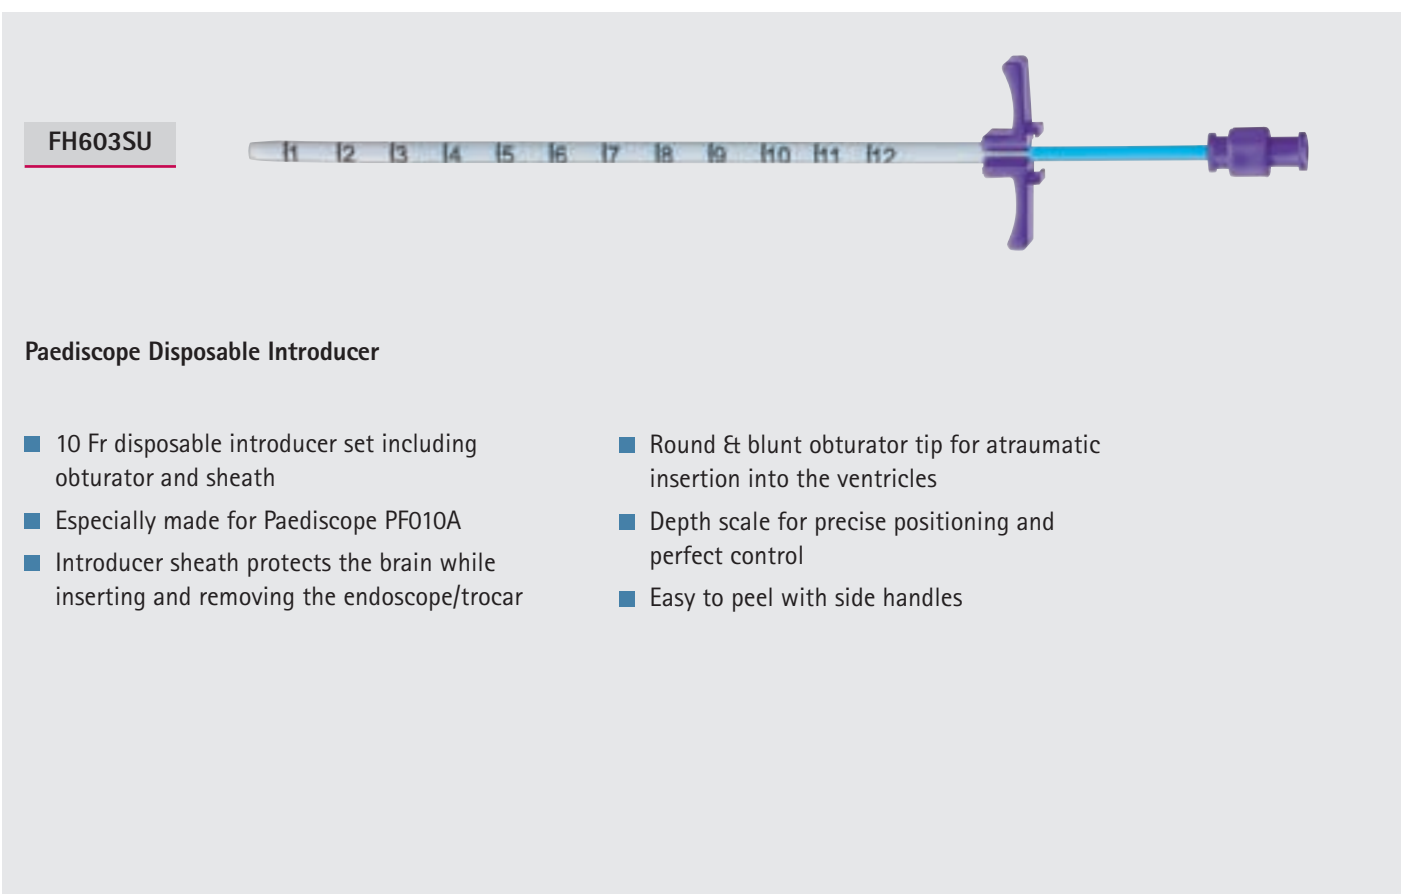 FH603SU
1 2 3 4 5 6 7 8 9 10 11 12
Paediscope Disposable Introducer
10 Fr disposable introducer set including
obturator and sheath
Especially made for Paediscope PF010A
Introducer sheath protects the brain while
inserting and removing the endoscope/trocar
Round & blunt obturator tip for atraumatic
insertion into the ventricles
Depth scale for precise positioning and
perfect control
Easy to peel with side handles